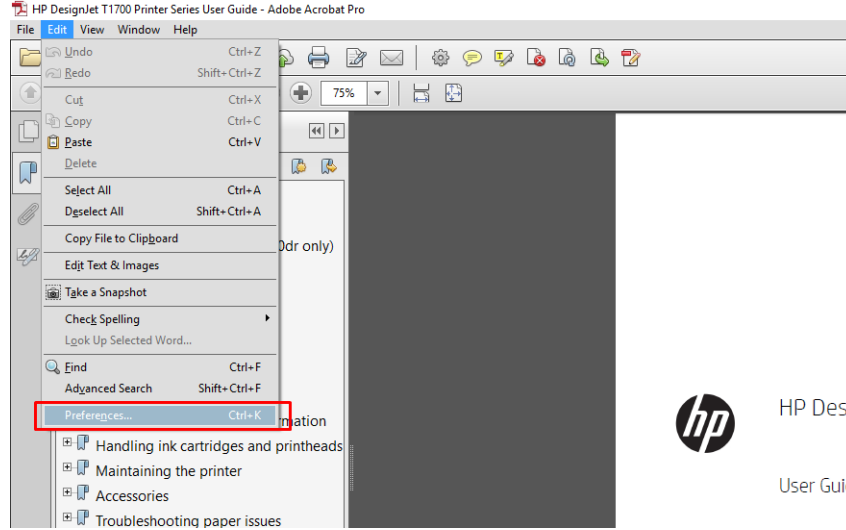 HP DesignJet T1700 Printer Series User Guide - Adobe Acrobat Pro
File Edit View Window Help
Undo Ctrl+Z
Redo Shift+Ctrl+Z
75%
Cut Ctrl+X
Copy Ctrl+C
Paste Ctrl+V
Delete
Select All Ctrl+A
Deselect All Shift+Ctrl+A
Copy File to Clipboard
0dr only)
Edit Text & Images
Take a Snapshot
Check Spelling
Look Up Selected Word...
Find Ctrl+F
Advanced Search Shift+Ctrl+F
Preferences... Ctrl+K
rmation
Handling ink cartridges and printheads
Maintaining the printer
Accessories
Troubleshooting paper issues
hp
HP Des
User Gui